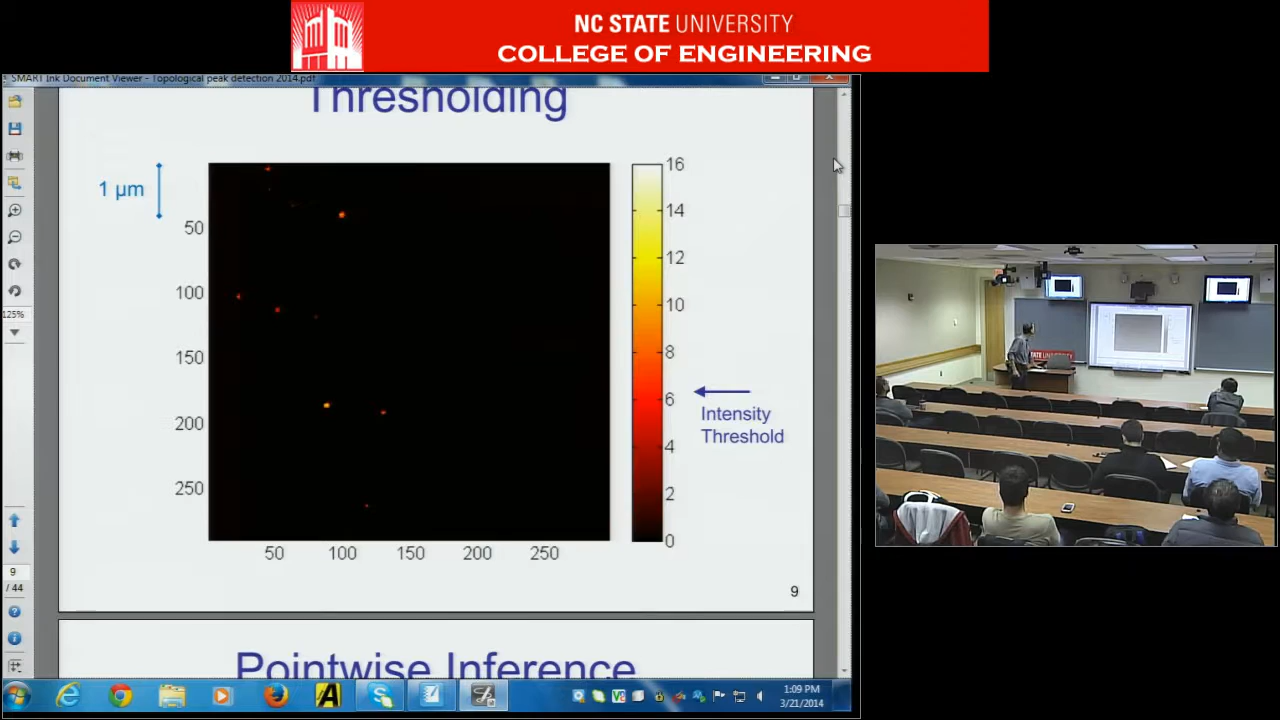 NC STATE UNIVERSITY
COLLEGE OF ENGINEERING
SMART Ink Document Viewer - Topological peak detection 2014.pdf
Thresholding
1 µm
50
100
150
200
250
50
100
150
200
250
16
14
12
10
8
6
4
2
0
Intensity
Threshold
9
Pointwise Inference
125%
9
/ 44
1:09 PM
3/21/2014
STATE UNIVERSITY